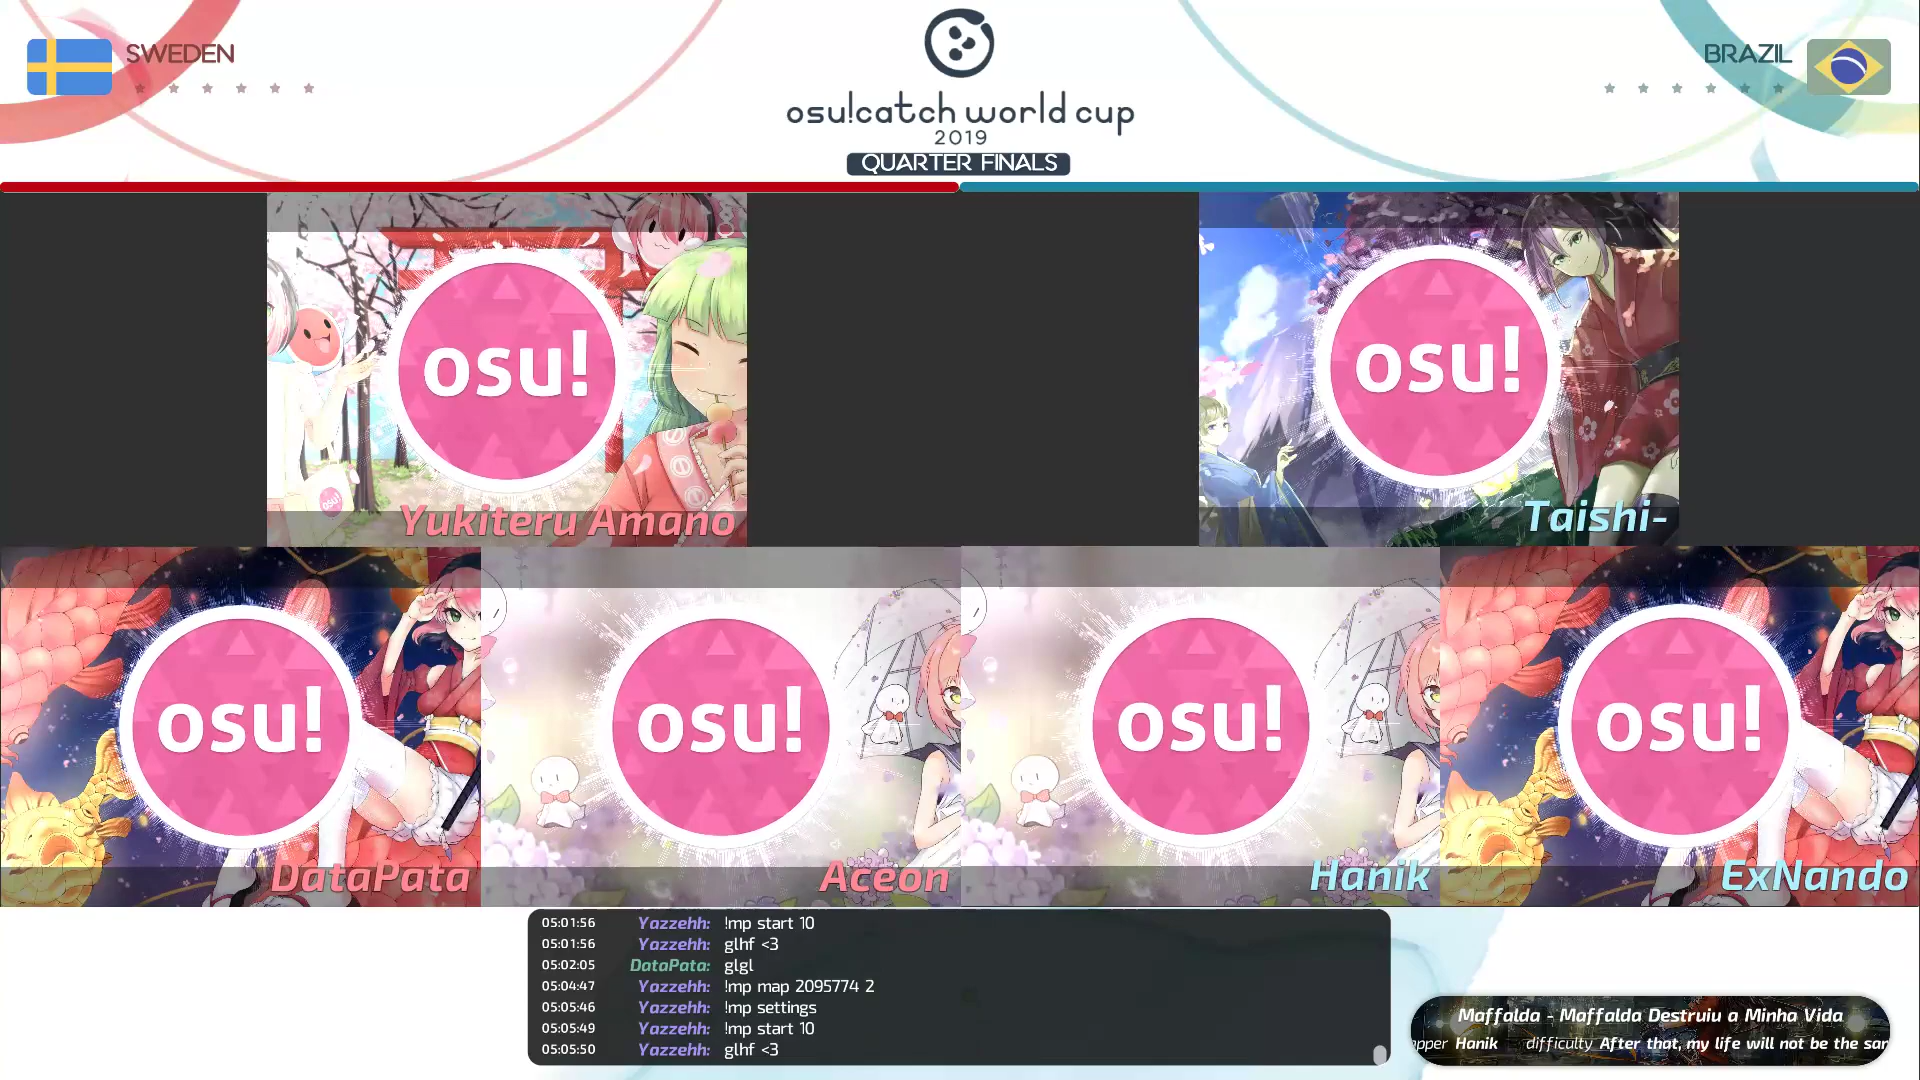 SWEDEN
BRAZIL
osu!catch world cup
2019
QUARTER FINALS
osu!
Yukiteru Amano
osu!
Taishi-
osu!
DataPata
osu!
Aceon
osu!
Hanik
osu!
ExNando
05:01:56 Yazzehh: !mp start 10
05:01:56 Yazzehh: glhf <3
05:02:05 DataPata: glgl
05:04:47 Yazzehh: !mp map 2095774 2
05:05:46 Yazzehh: !mp settings
05:05:49 Yazzehh: !mp start 10
05:05:50 Yazzehh: glhf <3
Maffalda - Maffalda Destruiu a Minha Vida
Hanik difficulty After that, my life will not be the